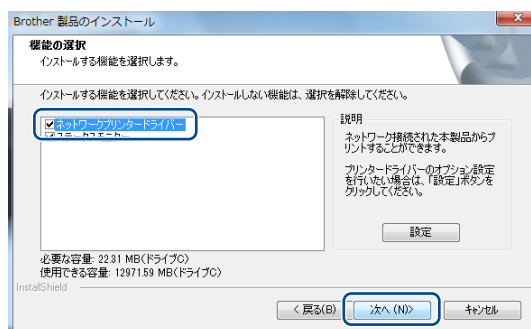 Brother 製品のインストール
機能の選択
インストールする機能を選択します。
インストールする機能を選択してください。インストールしない機能は、選択を解除してください。
ネットワークプリンタードライバー
ステータスモニター
説明
ネットワーク接続された本製品からプ
リントすることができます。
プリンタードライバーのオプション設定
を行いたい場合は、「設定」ボタンを
クリックしてください。
設定
必要な容量: 22.31 MB(ドライブC)
使用できる容量: 12971.59 MB(ドライブC)
InstallShield
< 戻る(B)
次へ (N)>
キャンセル